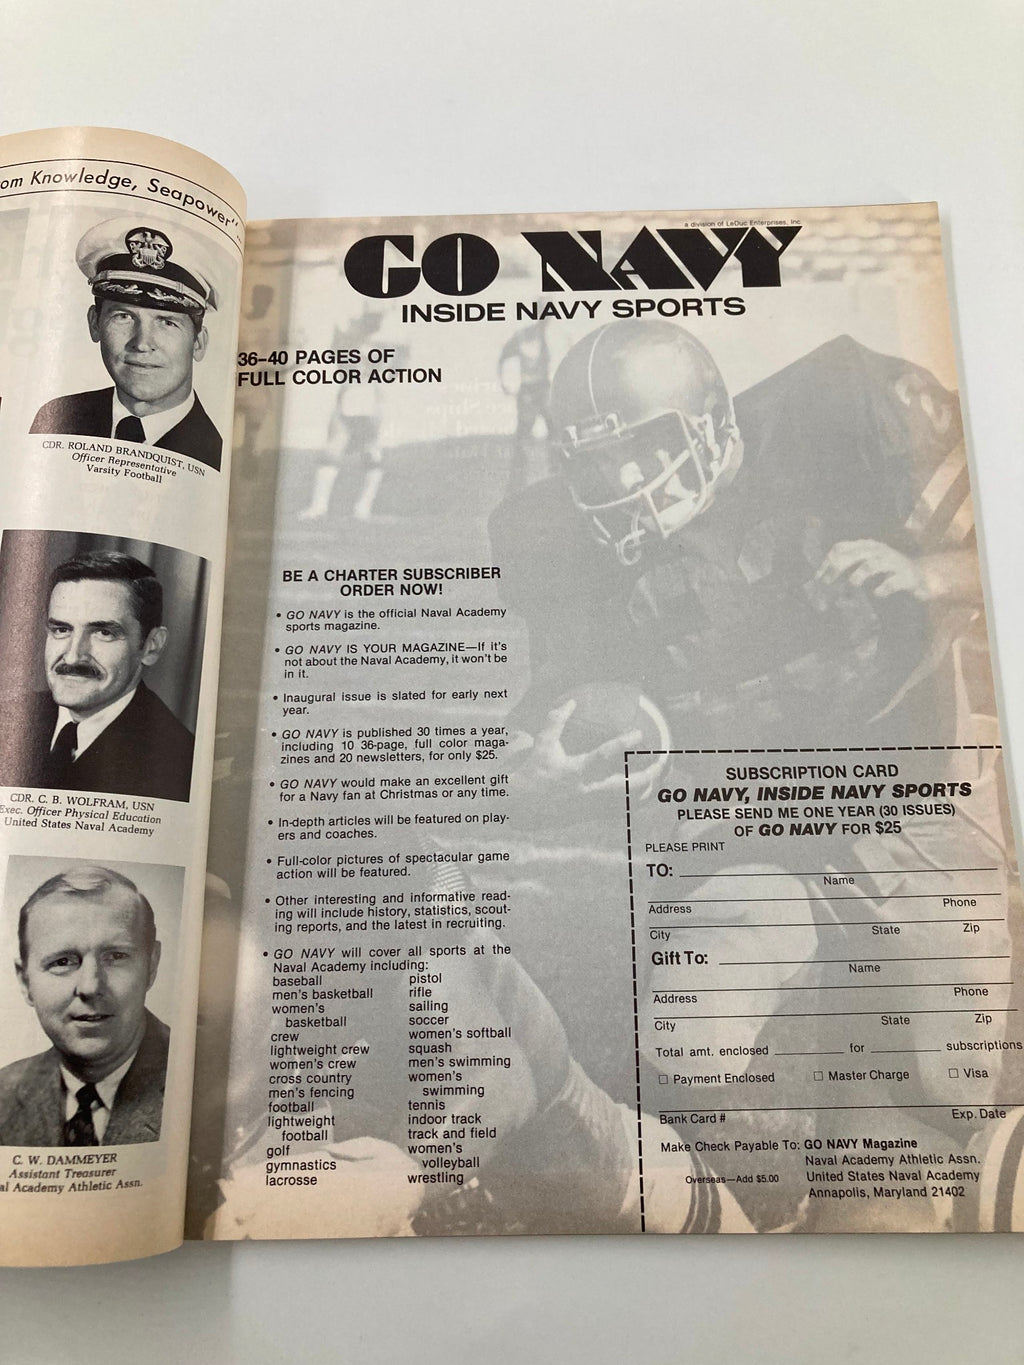 om Knowledge, Seapower"
CDR. ROLAND BRANDQUIST, USN
Officer Representative
Varsity Football
CDR. C. B. WOLFRAM, USN
Exec. Officer Physical Education
United States Naval Academy
C. W. DAMMEYER
Assistant Treasurer
al Academy Athletic Assn.
a division of LeDuc Enterprises, Inc.
GO NAVY
INSIDE NAVY SPORTS
36–40 PAGES OF
FULL COLOR ACTION
BE A CHARTER SUBSCRIBER
ORDER NOW!
• GO NAVY is the official Naval Academy
sports magazine.
• GO NAVY IS YOUR MAGAZINE—If it's
not about the Naval Academy, it won't be
in it.
• Inaugural issue is slated for early next
year.
• GO NAVY is published 30 times a year,
including 10 36-page, full color maga-
zines and 20 newsletters, for only $25.
• GO NAVY would make an excellent gift
for a Navy fan at Christmas or any time.
• In-depth articles will be featured on play-
ers and coaches.
• Full-color pictures of spectacular game
action will be featured.
• Other interesting and informative read-
ing will include history, statistics, scout-
ing reports, and the latest in recruiting.
• GO NAVY will cover all sports at the
Naval Academy including:
baseball
men's basketball
women's
basketball
crew
lightweight crew
women's crew
cross country
men's fencing
football
lightweight
football
golf
gymnastics
lacrosse
pistol
rifle
sailing
soccer
women's softball
squash
men's swimming
women's
swimming
tennis
indoor track
track and field
women's
volleyball
wrestling
SUBSCRIPTION CARD
GO NAVY, INSIDE NAVY SPORTS
PLEASE SEND ME ONE YEAR (30 ISSUES)
OF GO NAVY FOR $25
PLEASE PRINT
TO:
Name
Address Phone
City State Zip
Gift To:
Name
Address Phone
City State Zip
Total amt. enclosed for subscriptions
☐ Payment Enclosed ☐ Master Charge ☐ Visa
Bank Card # Exp. Date
Make Check Payable To: GO NAVY Magazine
Naval Academy Athletic Assn.
Overseas—Add $5.00 United States Naval Academy
Annapolis, Maryland 21402